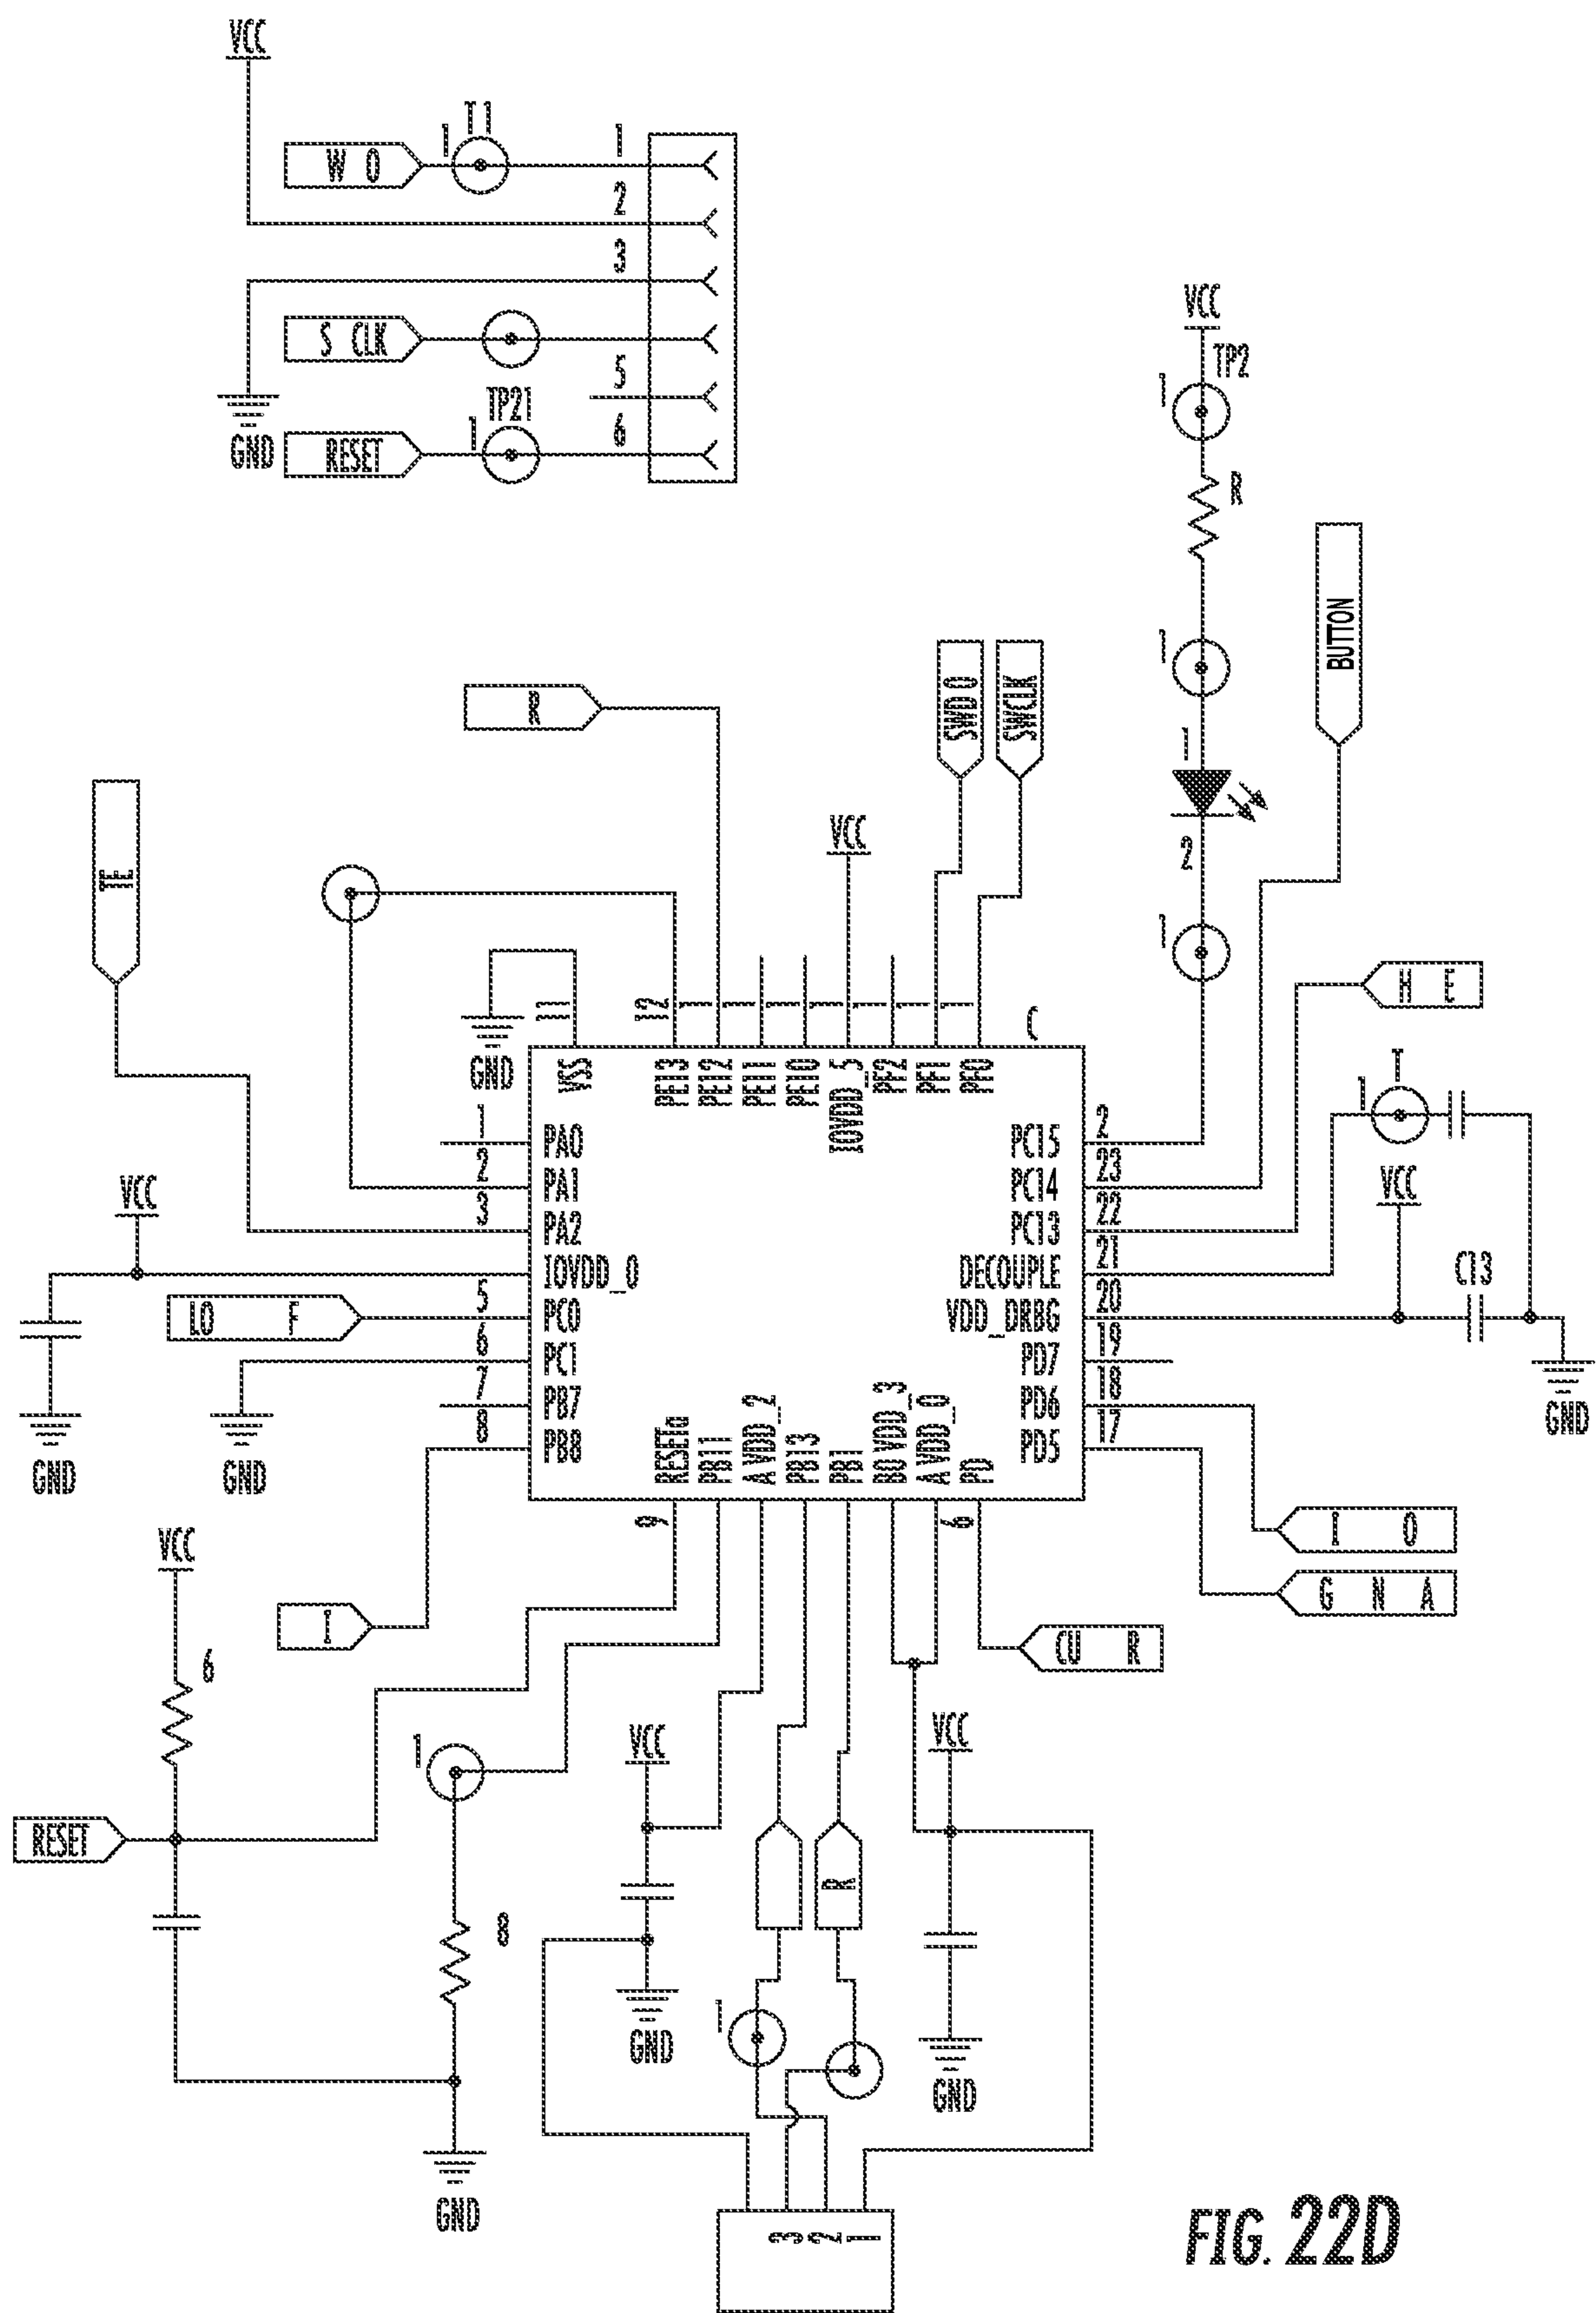 VCC
W O
1
T1
1
2
3
S CLK
5
TP21
1
6
GND
RESET
VCC
TP2
1
R
1
1
2
1
BUTTON
R
SWD O
SWCLK
TE
VCC
GND
11
12
C
VSS
PE13
PE12
PE11
PE10
IOVDD_5
PF2
PF1
PF0
H E
T
1
VCC
1
PA0
2
PA1
3
PA2
IOVDD_0
5
PC0
6
PC1
7
PB7
8
PB8
VCC
LO F
GND
GND
PC15
2
PC14
23
PC13
22
DECOUPLE
21
VDD_DRBG
20
PD7
19
PD6
18
PD5
17
C13
GND
RESETn
PB11
A VDD_2
PB13
PB1
BO VDD_3
A VDD_0
PD
9
6
I O
G N A
CU R
I
VCC
6
RESET
1
8
GND
VCC
GND
R
1
VCC
GND
3
2
1
FIG. 22D